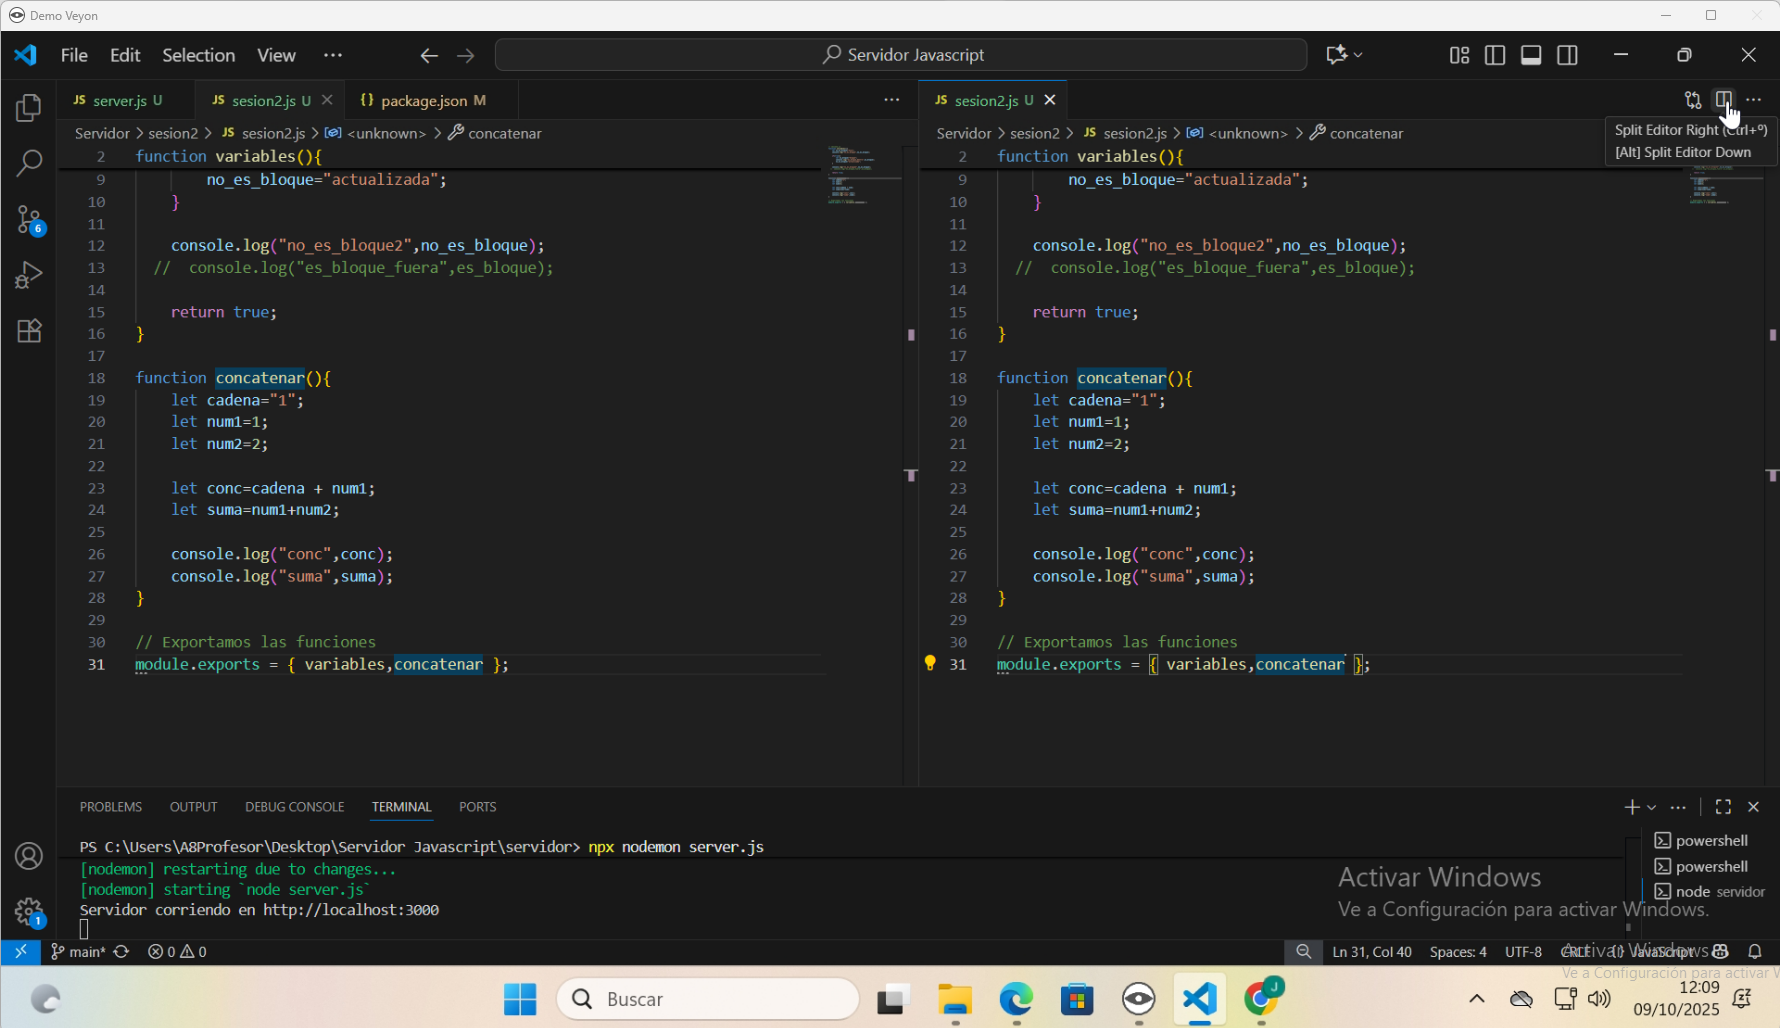 Demo Veyon
File Edit Selection View ···
Servidor Javascript
JS server.js U
JS sesion2.js U
{} package.json M
JS sesion2.js U
Servidor > sesion2 > JS sesion2.js > <unknown> > concatenar
Servidor > sesion2 > JS sesion2.js > <unknown> > concatenar
Split Editor Right (Ctrl+º)
[Alt] Split Editor Down
2 function variables(){
9 no_es_bloque="actualizada";
10 }
11
12 console.log("no_es_bloque2",no_es_bloque);
13 // console.log("es_bloque_fuera",es_bloque);
14
15 return true;
16 }
17
18 function concatenar(){
19 let cadena="1";
20 let num1=1;
21 let num2=2;
22
23 let conc=cadena + num1;
24 let suma=num1+num2;
25
26 console.log("conc",conc);
27 console.log("suma",suma);
28 }
29
30 // Exportamos las funciones
31 module.exports = { variables,concatenar };
2 function variables(){
9 no_es_bloque="actualizada";
10 }
11
12 console.log("no_es_bloque2",no_es_bloque);
13 // console.log("es_bloque_fuera",es_bloque);
14
15 return true;
16 }
17
18 function concatenar(){
19 let cadena="1";
20 let num1=1;
21 let num2=2;
22
23 let conc=cadena + num1;
24 let suma=num1+num2;
25
26 console.log("conc",conc);
27 console.log("suma",suma);
28 }
29
30 // Exportamos las funciones
31 module.exports = { variables,concatenar };
6
1
PROBLEMS OUTPUT DEBUG CONSOLE TERMINAL PORTS
PS C:\Users\A8Profesor\Desktop\Servidor Javascript\servidor> npx nodemon server.js
[nodemon] restarting due to changes...
[nodemon] starting `node server.js`
Servidor corriendo en http://localhost:3000
powershell
powershell
node servidor
Activar Windows
Ve a Configuración para activar Windows.
main* 0 0
Ln 31, Col 40 Spaces: 4 UTF-8 CRLF {} JavaScript
Activar Windows
Ve a Configuración para activar W
Buscar
J
12:09
09/10/2025